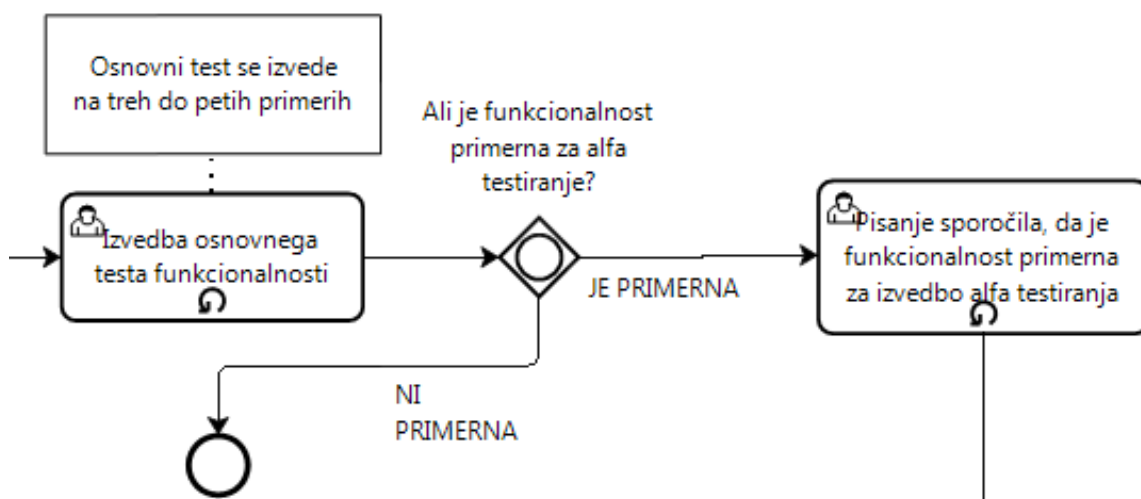 Osnovni test se izvede
na treh do petih primerih
Ali je funkcionalnost
primerna za alfa
testiranje?
Izvedba osnovnega
testa funkcionalnosti
JE PRIMERNA
Pisanje sporočila, da je
funkcionalnost primerna
za izvedbo alfa testiranja
NI
PRIMERNA